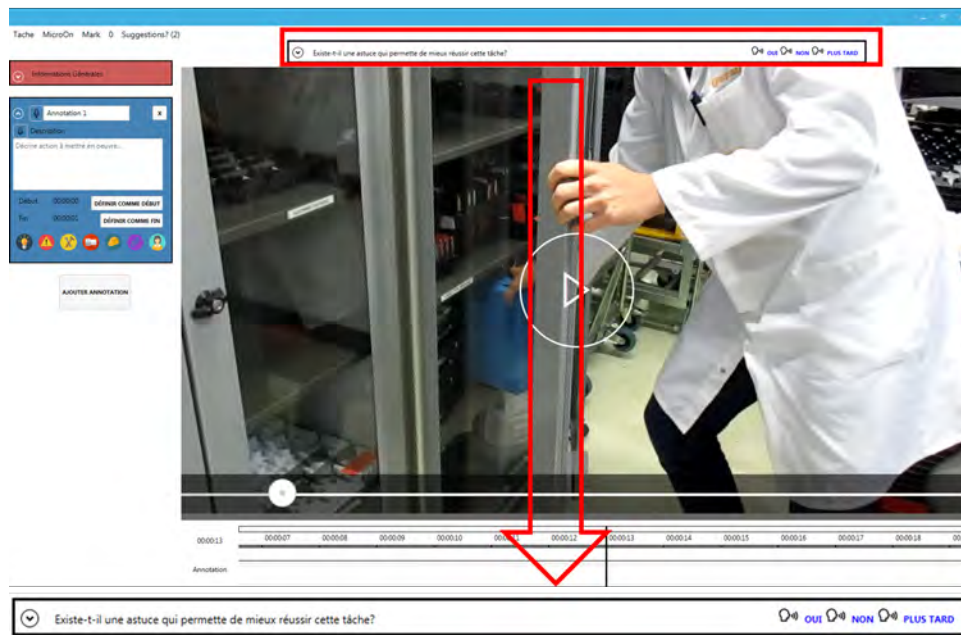 Tache MicroOn Mark 0 Suggestions? (2)
Existe-t-il une astuce qui permette de mieux réussir cette tâche? OUI NON PLUS TARD
Informations Générales
Annotation 1 x
Description
Décrire action à mettre en oeuvre...
Début 00:00:00 DÉFINIR COMME DÉBUT
Fin 00:00:01 DÉFINIR COMME FIN
AJOUTER ANNOTATION
00:00:13 00:00:07 00:00:08 00:00:09 00:00:10 00:00:11 00:00:12 00:00:13 00:00:14 00:00:15 00:00:16 00:00:17 00:00:18
Annotation
Existe-t-il une astuce qui permette de mieux réussir cette tâche? OUI NON PLUS TARD